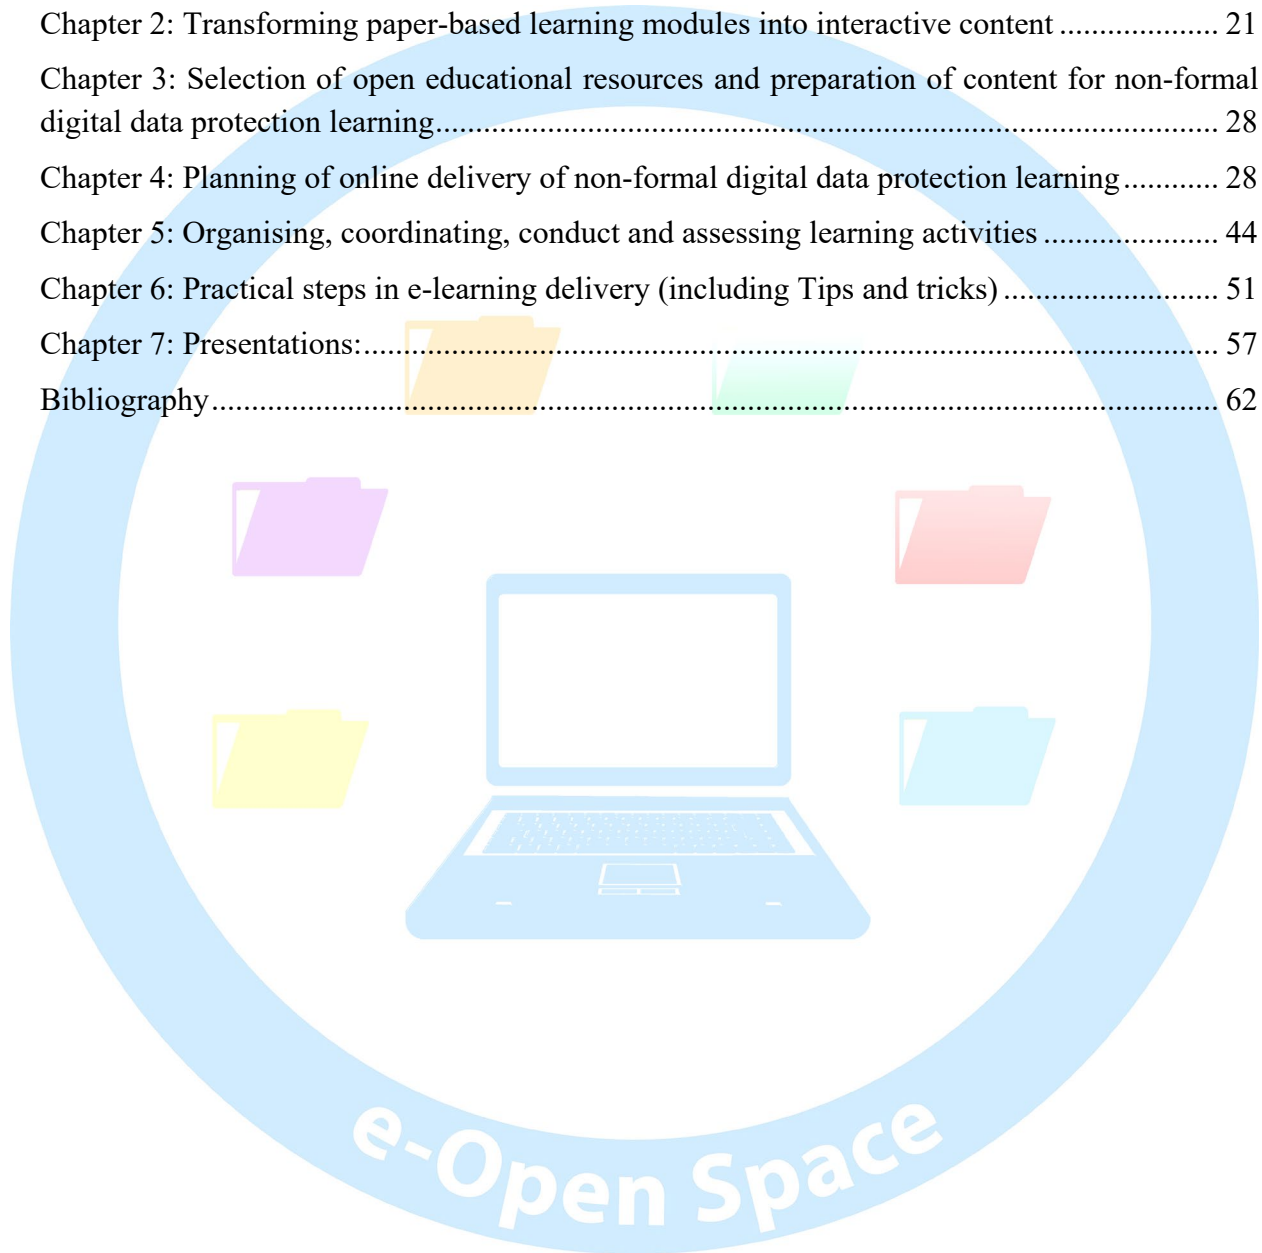 Chapter 2: Transforming paper-based learning modules into interactive content .................... 21
Chapter 3: Selection of open educational resources and preparation of content for non-formal
digital data protection learning.................................................................................................. 28
Chapter 4: Planning of online delivery of non-formal digital data protection learning............ 28
Chapter 5: Organising, coordinating, conduct and assessing learning activities ...................... 44
Chapter 6: Practical steps in e-learning delivery (including Tips and tricks) ........................... 51
Chapter 7: Presentations:........................................................................................................... 57
Bibliography.............................................................................................................................. 62
e-Open Space